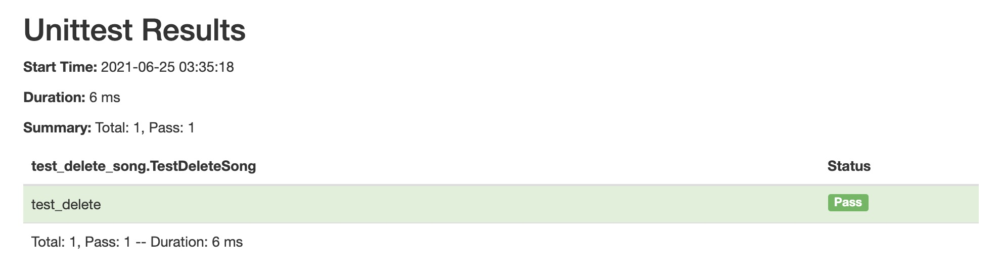 Unittest Results
Start Time: 2021-06-25 03:35:18
Duration: 6 ms
Summary: Total: 1, Pass: 1
test_delete_song.TestDeleteSong Status
test_delete Pass
Total: 1, Pass: 1 -- Duration: 6 ms